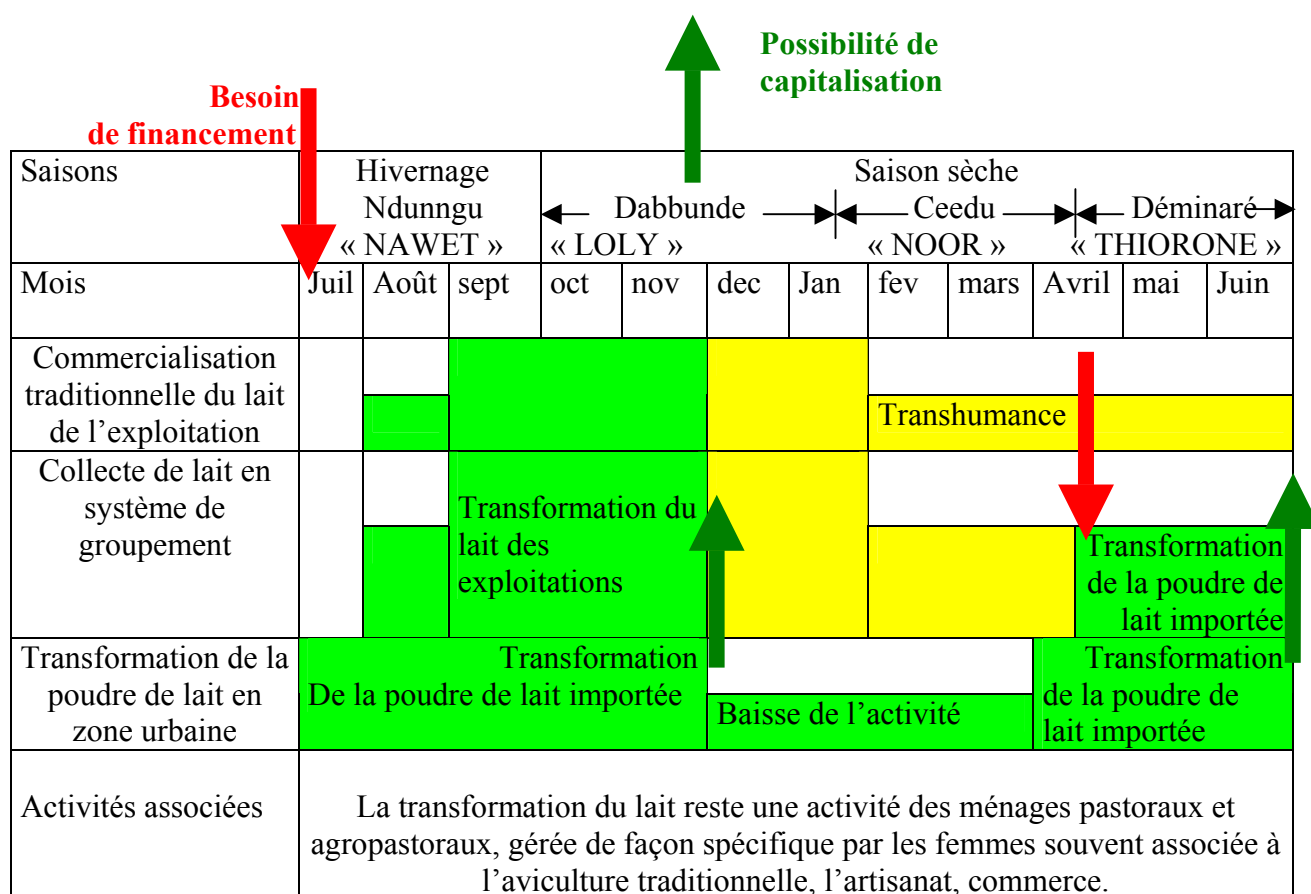 Possibilité de
capitalisation
Besoin
de financement
Saisons
Hivernage
Ndunngu
« NAWET »
Saison sèche
Dabbunde
« LOLY »
Ceedu
« NOOR »
Déminaré
« THIORONE »
Mois
Juil Août sept oct nov dec Jan fev mars Avril mai Juin
Commercialisation
traditionnelle du lait
de l’exploitation
Transhumance
Collecte de lait en
système de
groupement
Transformation du
lait des
exploitations
Transformation
de la poudre de
lait importée
Transformation de la
poudre de lait en
zone urbaine
Transformation
De la poudre de lait importée
Baisse de l’activité
Transformation
de la poudre de
lait importée
Activités associées
La transformation du lait reste une activité des ménages pastoraux et
agropastoraux, gérée de façon spécifique par les femmes souvent associée à
l’aviculture traditionnelle, l’artisanat, commerce.